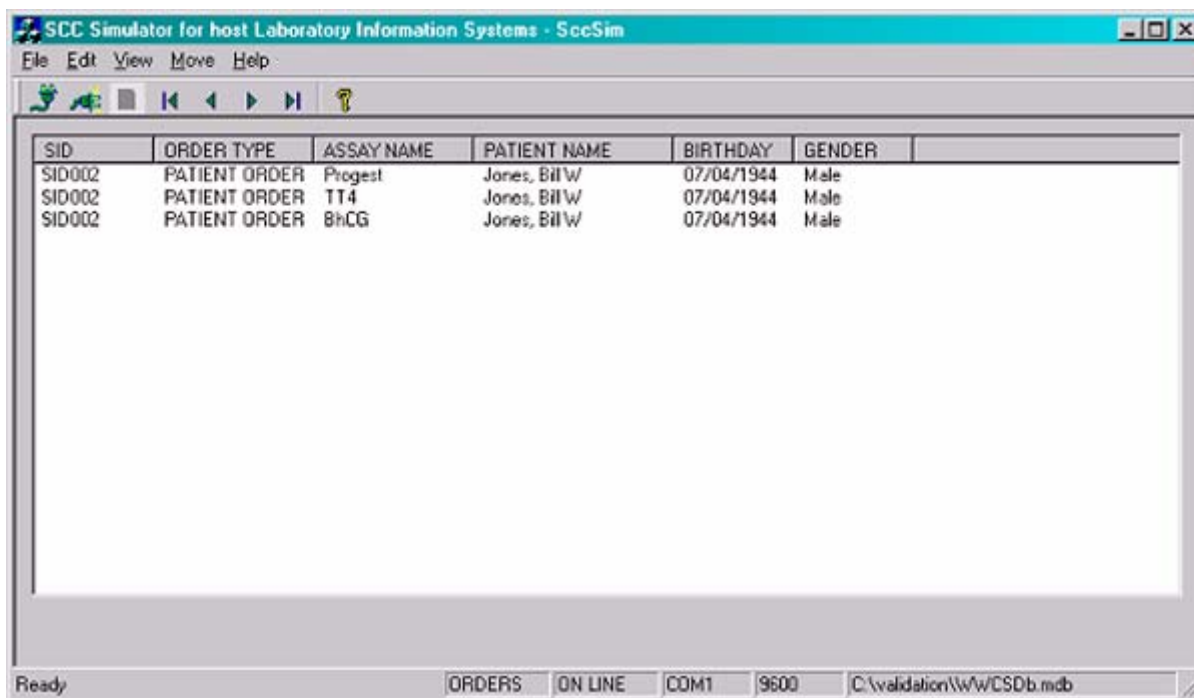 SCC Simulator for host Laboratory Information Systems - SccSim
File Edit View Move Help
SID ORDER TYPE ASSAY NAME PATIENT NAME BIRTHDAY GENDER
SID002 PATIENT ORDER Progest Jones, Bill W 07/04/1944 Male
SID002 PATIENT ORDER TT4 Jones, Bill W 07/04/1944 Male
SID002 PATIENT ORDER BhCG Jones, Bill W 07/04/1944 Male
Ready ORDERS ON LINE COM1 9600 C:\validation\WWCSDb.mdb